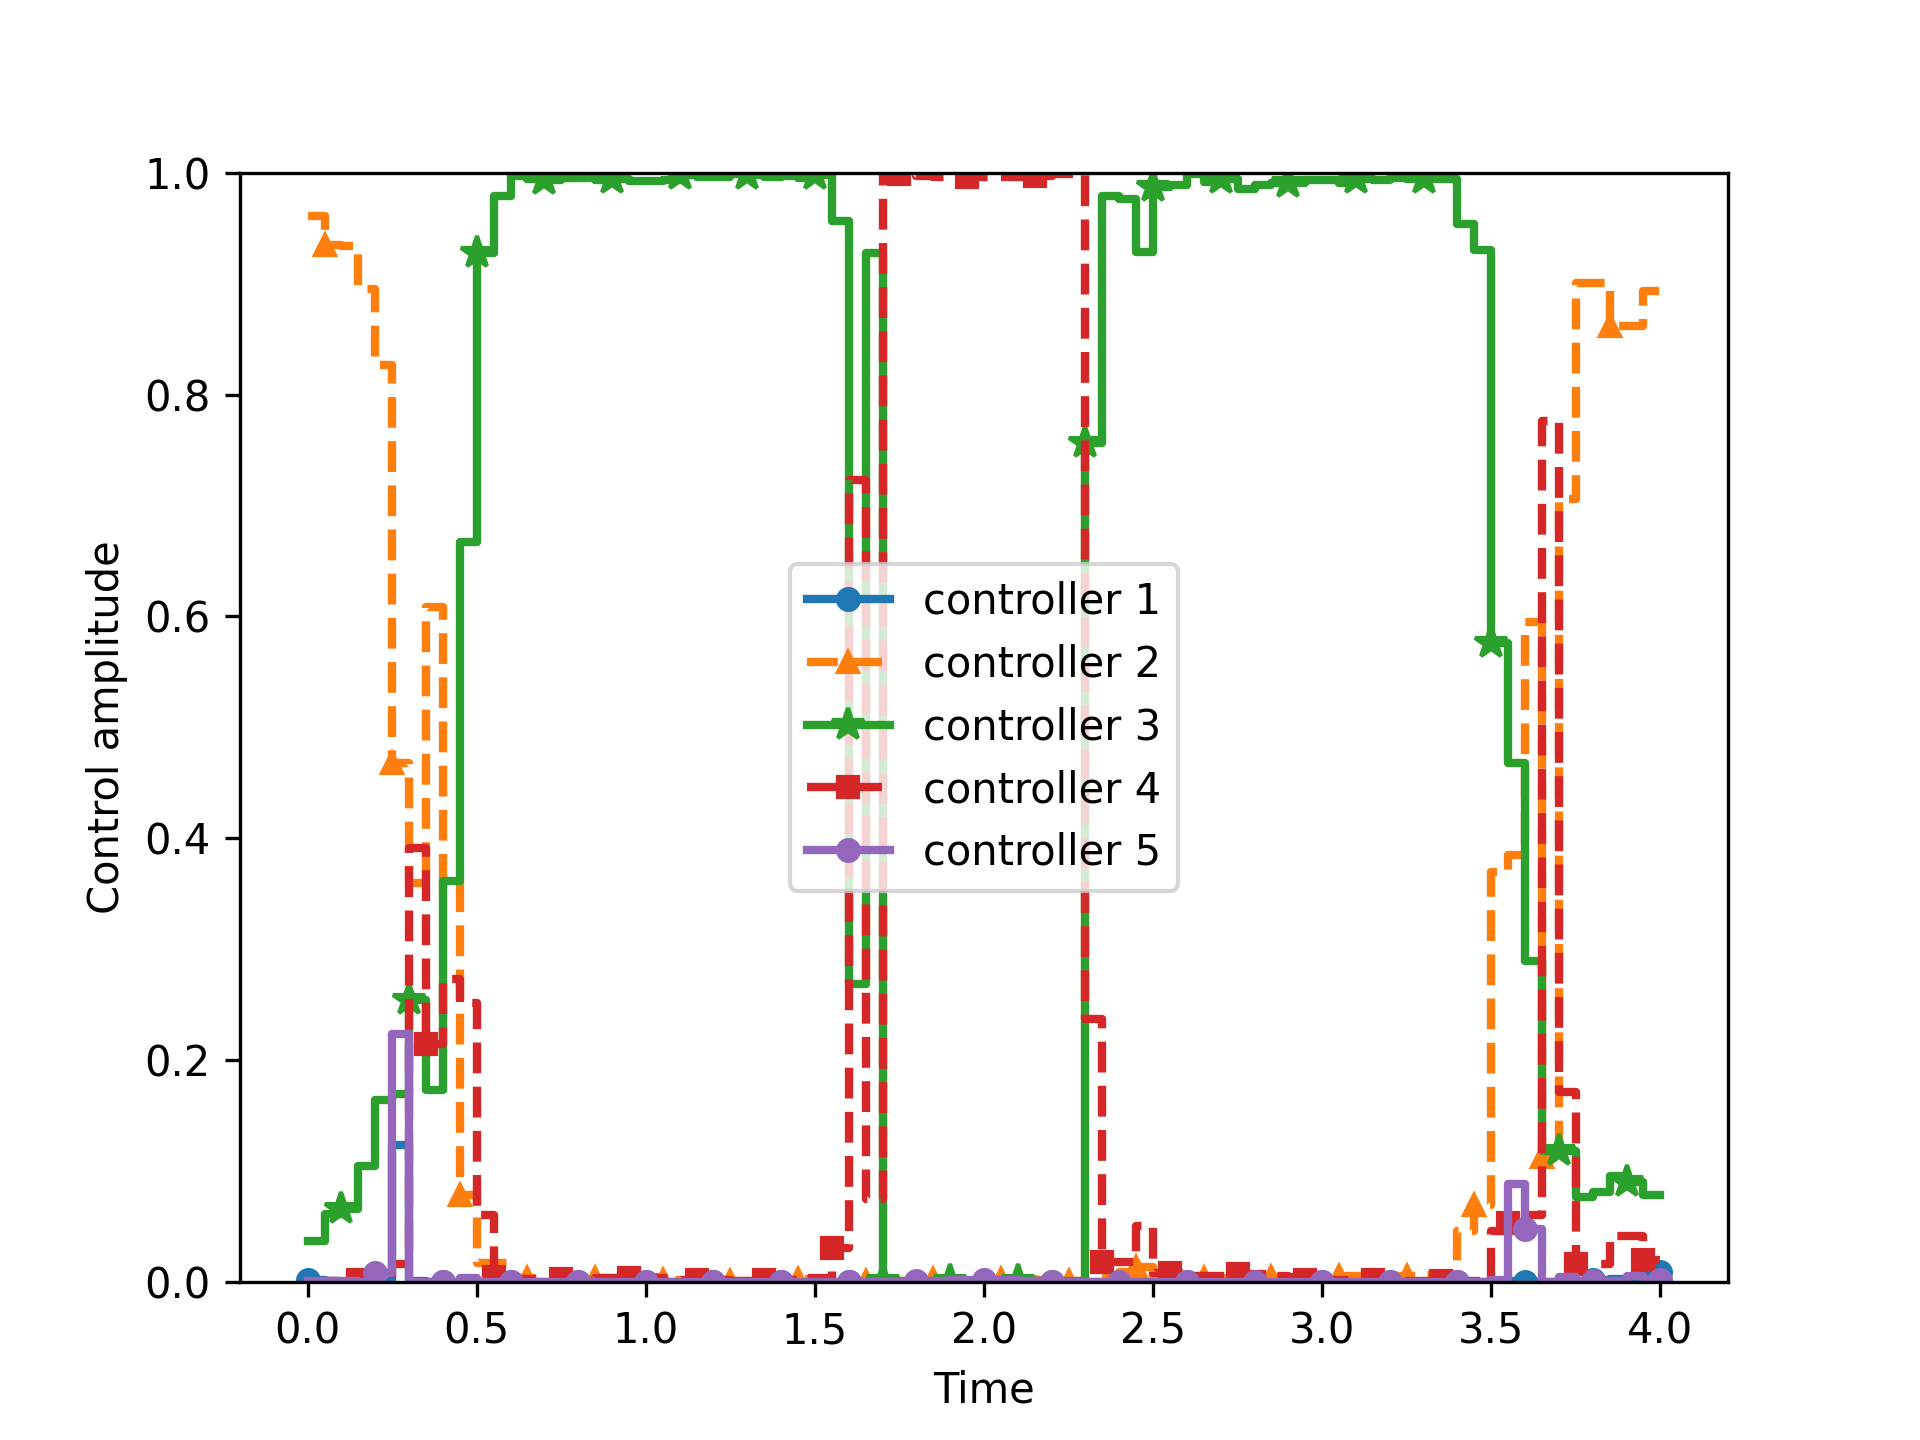 1.0
0.8
0.6
0.4
0.2
0.0
Control amplitude
controller 1
controller 2
controller 3
controller 4
controller 5
0.0 0.5 1.0 1.5 2.0 2.5 3.0 3.5 4.0
Time